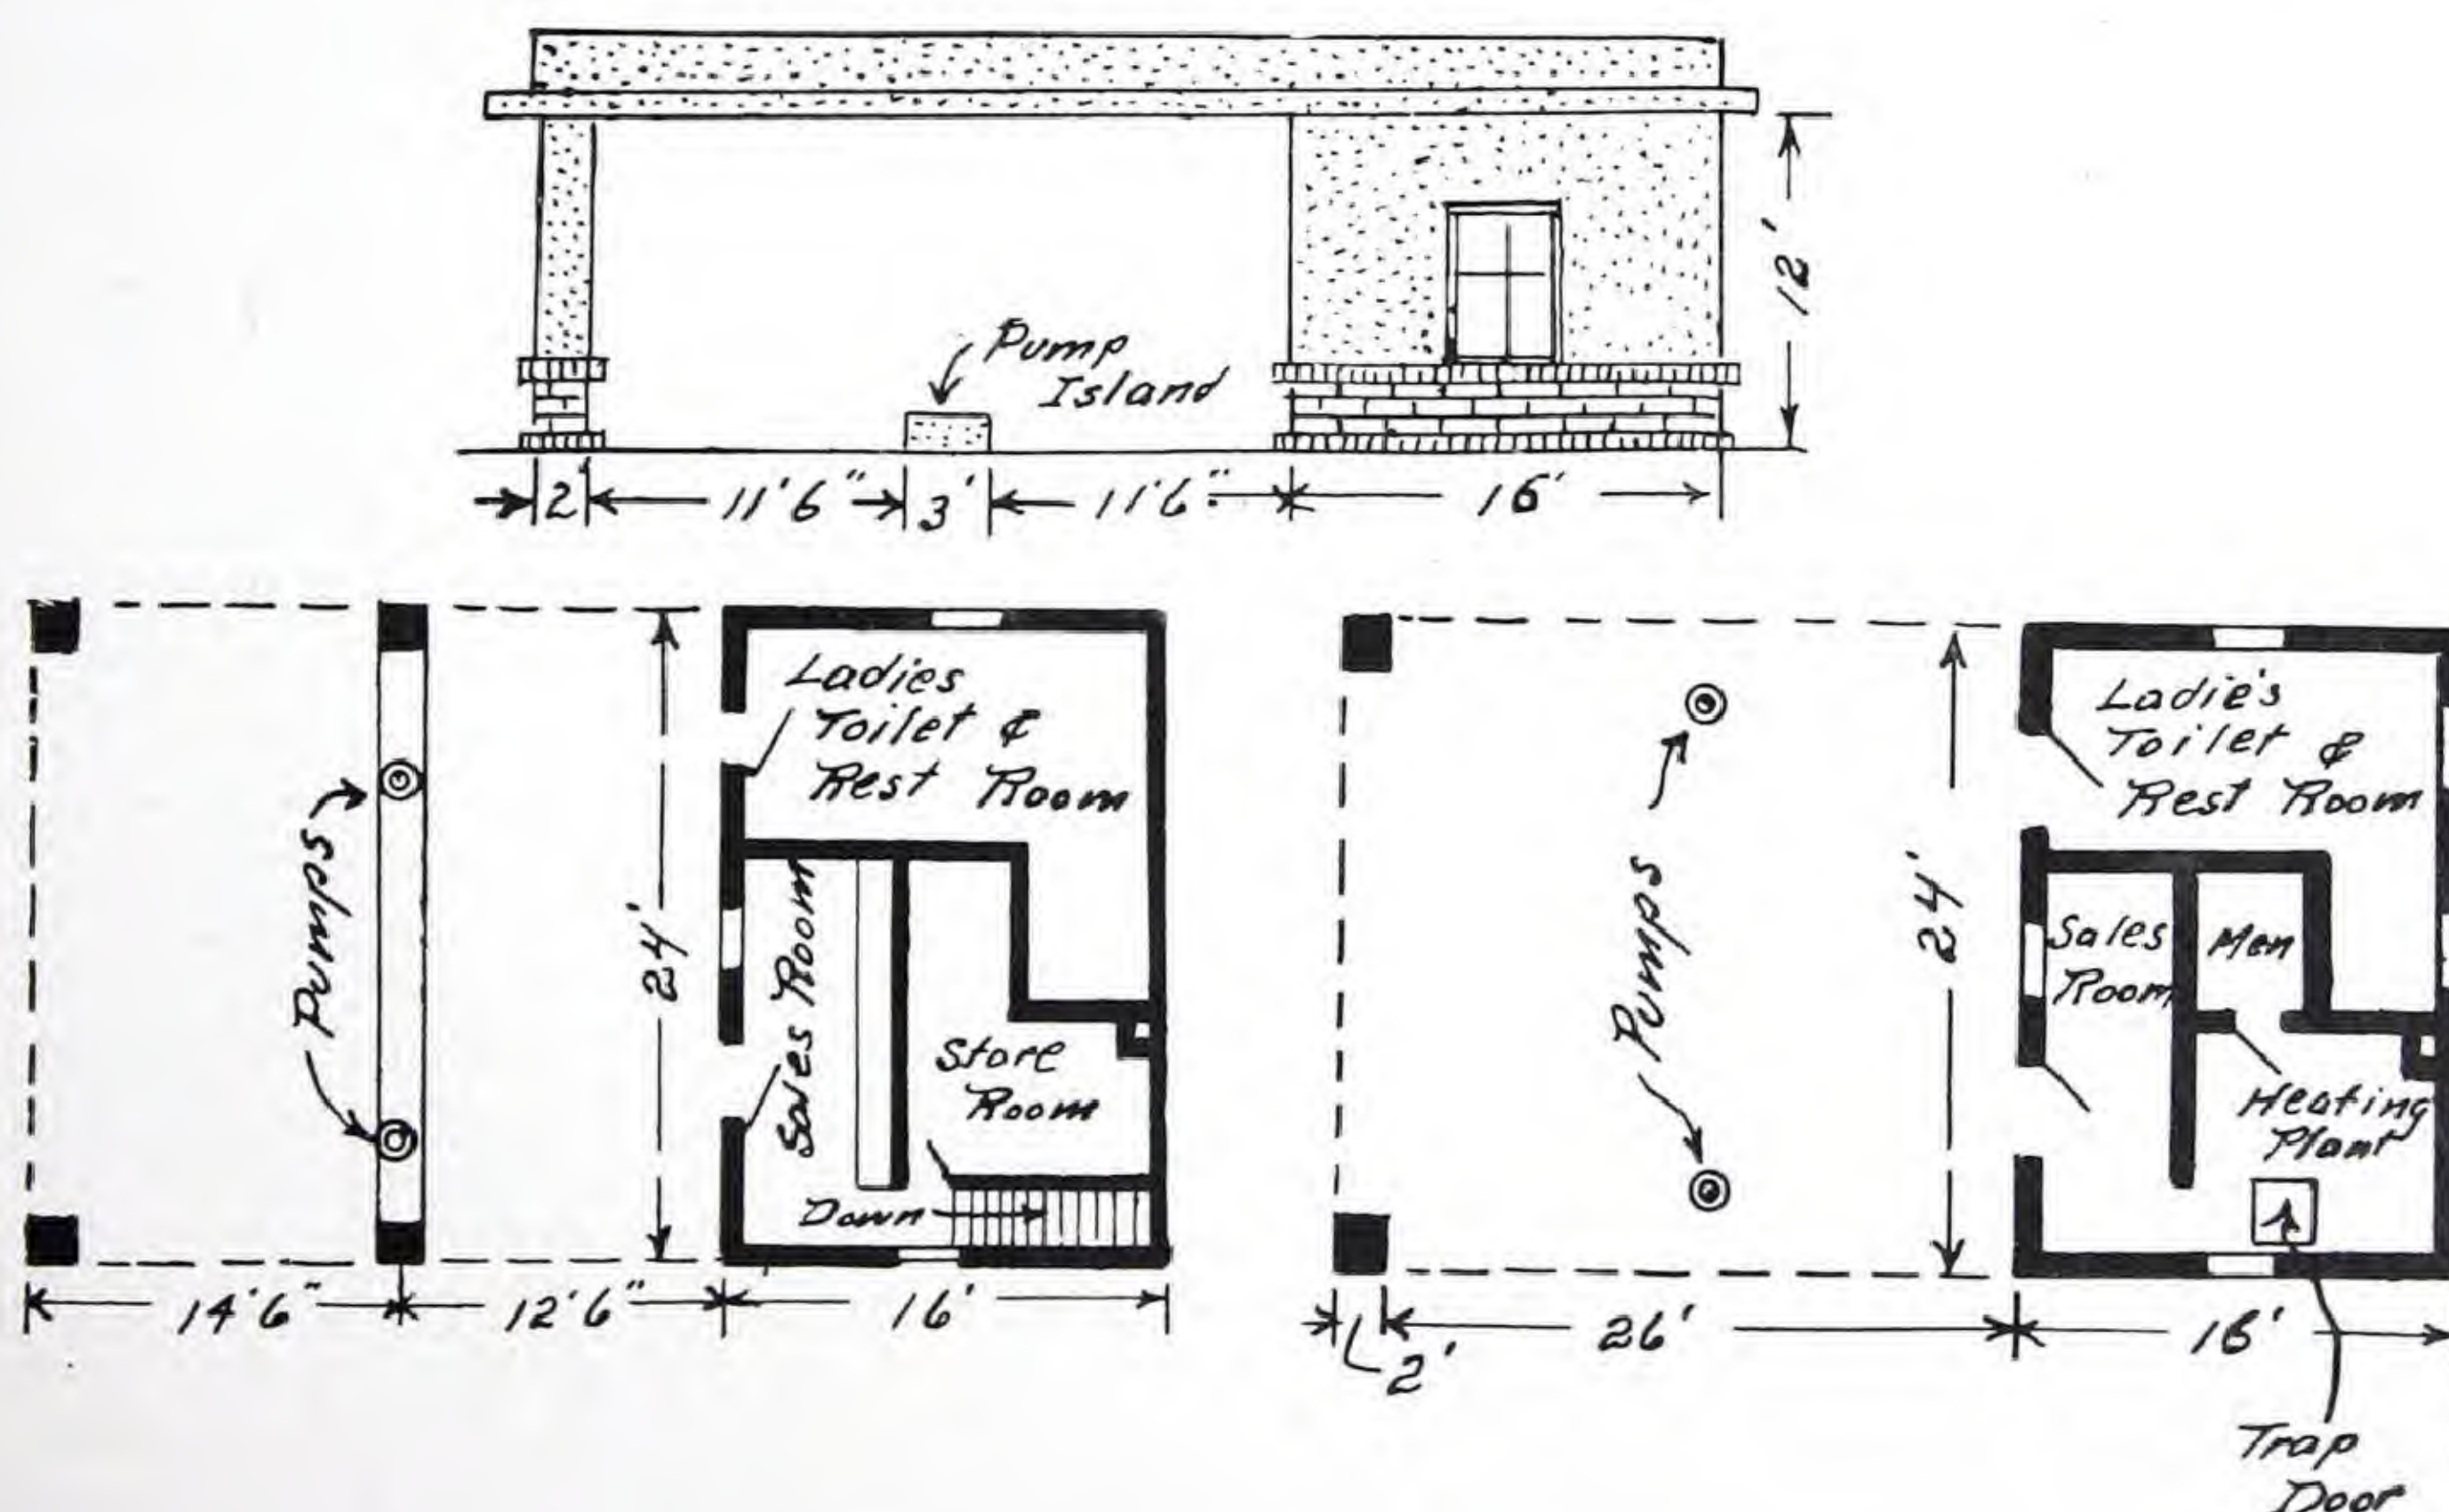 Pump
Island
12'
2' 11'6" 3' 11'6" 16'
Ladies
Toilet &
Rest Room
Pumps
24'
Sales Room
Store
Room
Down
14'6" 12'6" 16'
Ladie's
Toilet &
Rest Room
Pumps
24'
Sales
Room
Men
Heating
Plant
2' 26' 16'
Trap
Door